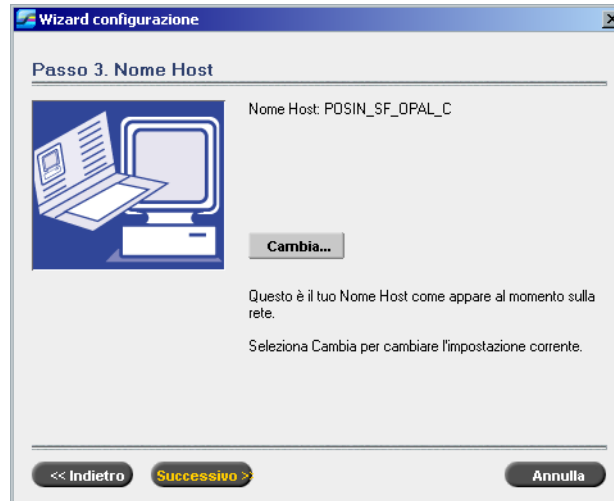 Wizard configurazione
Passo 3. Nome Host
Nome Host: POSIN_SF_OPAL_C
Cambia...
Questo è il tuo Nome Host come appare al momento sulla
rete.
Seleziona Cambia per cambiare l'impostazione corrente.
<< Indietro
Successivo >
Annulla